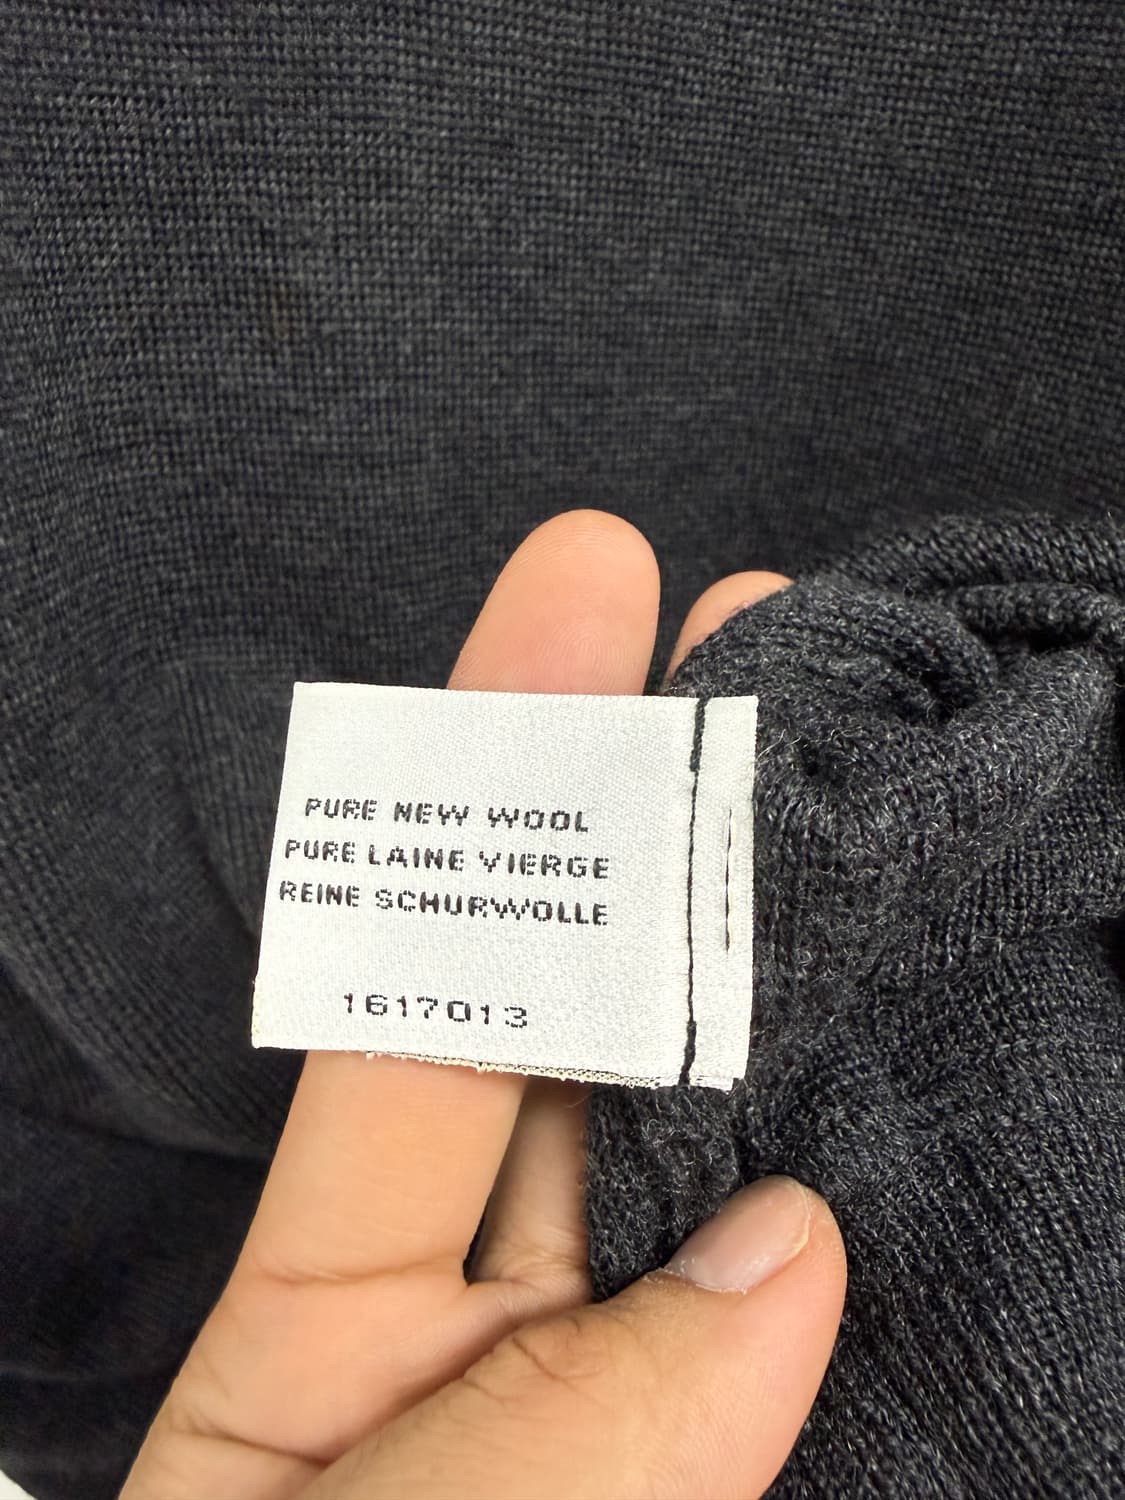 PURE NEW WOOL
PURE LAINE VIERGE
REINE SCHURWOLLE
1617013